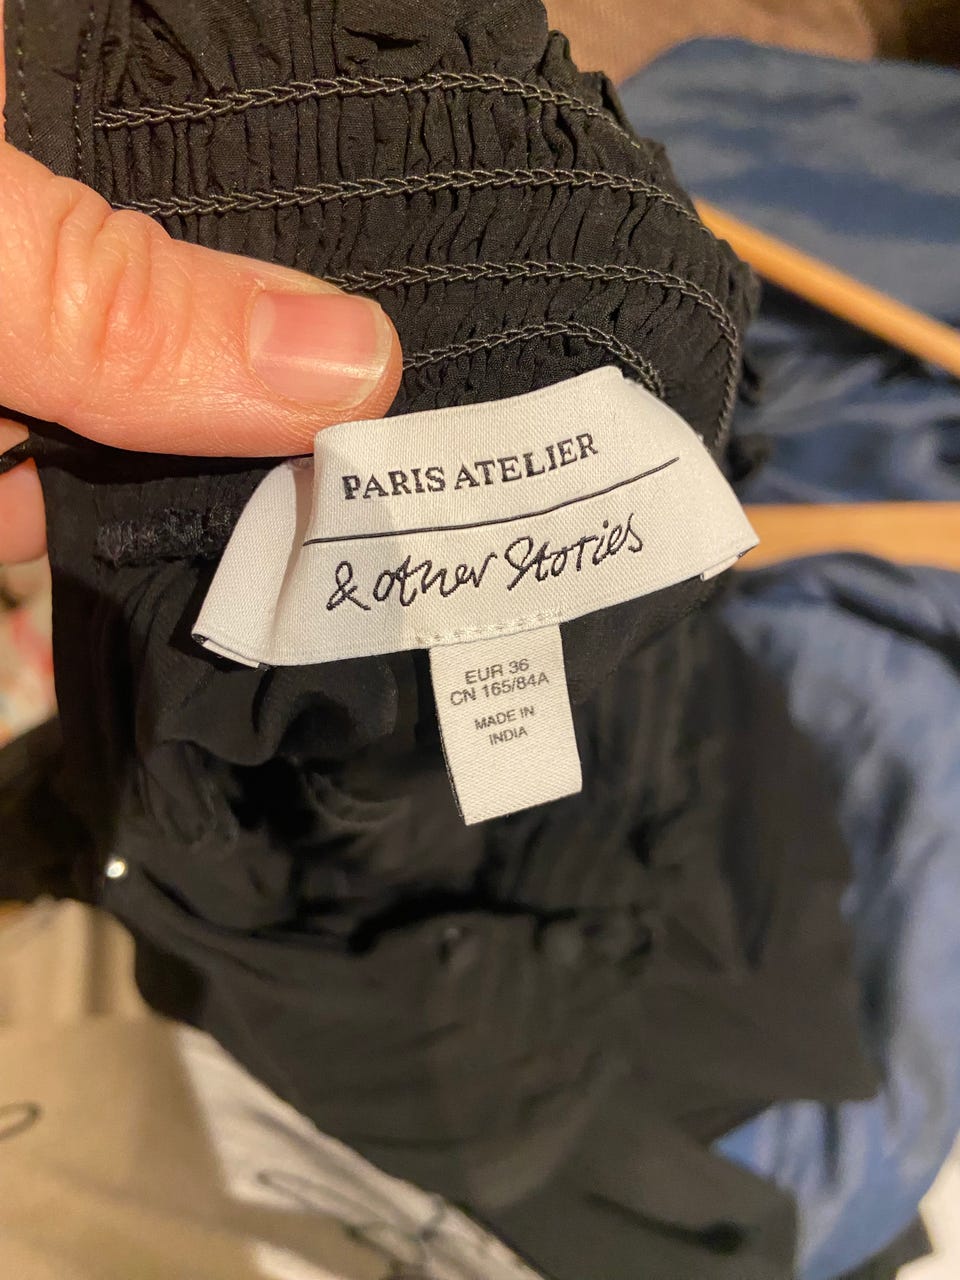 PARIS ATELIER
& other Stories
EUR 36
CN 165/84A
MADE IN
INDIA